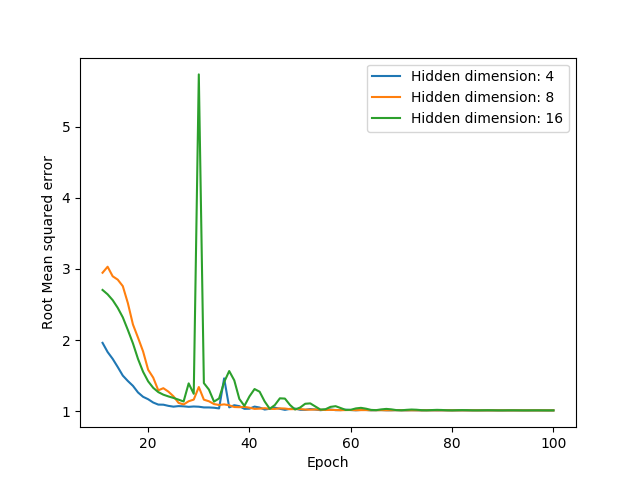 Hidden dimension: 4
Hidden dimension: 8
Hidden dimension: 16
Root Mean squared error
5
4
3
2
1
20 40 60 80 100
Epoch